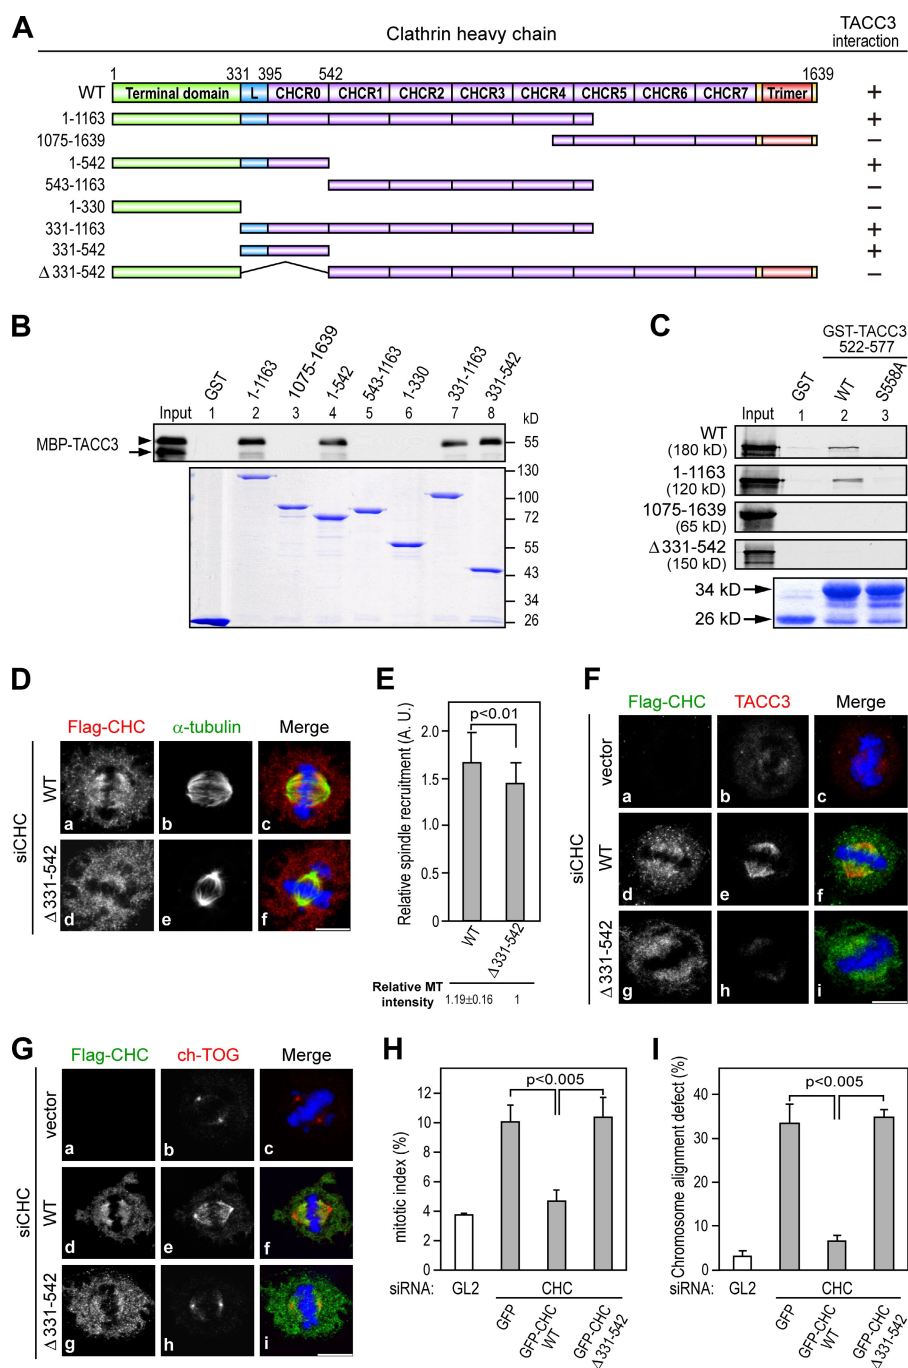 A
Clathrin heavy chain
TACC3
interaction
1 331 395 542 1639
WT Terminal domain L CHCR0 CHCR1 CHCR2 CHCR3 CHCR4 CHCR5 CHCR6 CHCR7 Trimer +
1-1163 +
1075-1639 −
1-542 +
543-1163 −
1-330 −
331-1163 +
331-542 +
Δ331-542 −
B
GST 1-1163 1075-1639 1-542 543-1163 1-330 331-1163 331-542
Input 1 2 3 4 5 6 7 8 kD
MBP-TACC3
55
130
100
72
55
43
34
26
C
GST-TACC3
522-577
GST WT S558A
Input 1 2 3
WT
(180 kD)
1-1163
(120 kD)
1075-1639
(65 kD)
Δ331-542
(150 kD)
34 kD
26 kD
D
Flag-CHC α-tubulin Merge
siCHC
WT
a b c
Δ331-542
d e f
E
Relative spindle recruitment (A. U.)
p<0.01
2.0
1.5
1.0
0.5
0
WT Δ331-542
Relative MT
intensity
1.19±0.16 1
F
Flag-CHC TACC3 Merge
siCHC
vector
a b c
WT
d e f
Δ331-542
g h i
G
Flag-CHC ch-TOG Merge
siCHC
vector
a b c
WT
d e f
Δ331-542
g h i
H
mitotic index (%)
p<0.005
12
10
8
6
4
2
0
siRNA: GL2 CHC
GFP
GFP-CHC
WT
GFP-CHC
Δ331-542
I
Chromosome alignment defect (%)
p<0.005
40
30
20
10
0
siRNA: GL2 CHC
GFP
GFP-CHC
WT
GFP-CHC
Δ331-542